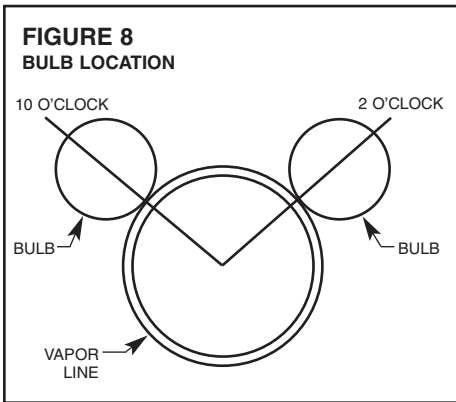 FIGURE 8
BULB LOCATION
10 O’CLOCK
2 O’CLOCK
BULB
BULB
VAPOR
LINE